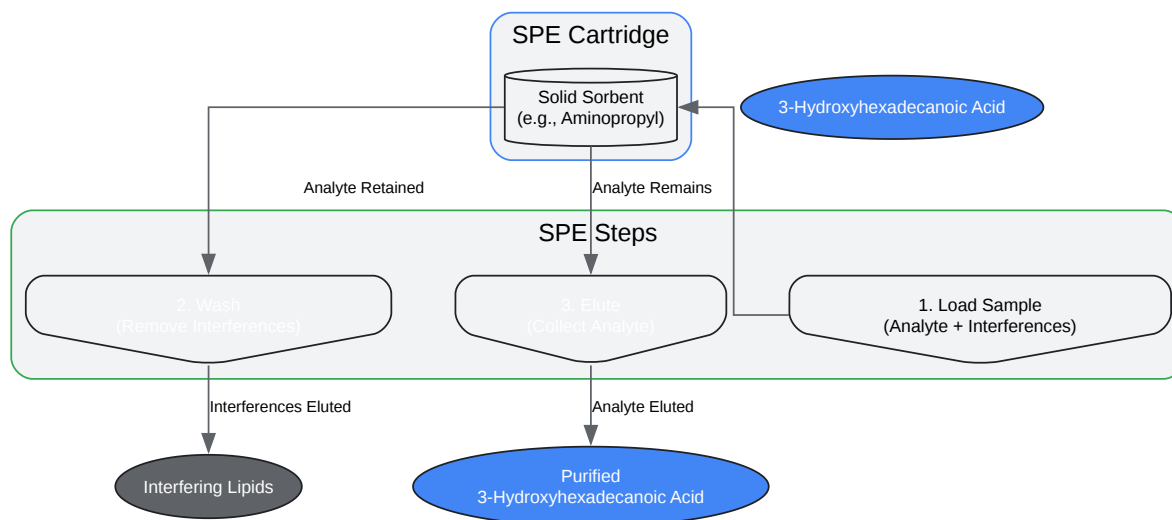 SPE Cartridge
Solid Sorbent
(e.g., Aminopropyl)
3-Hydroxyhexadecanoic Acid
Analyte Retained
Analyte Remains
SPE Steps
2. Wash
(Remove Interferences)
3. Elute
(Collect Analyte)
1. Load Sample
(Analyte + Interferences)
Interferences Eluted
Analyte Eluted
Interfering Lipids
Purified
3-Hydroxyhexadecanoic Acid